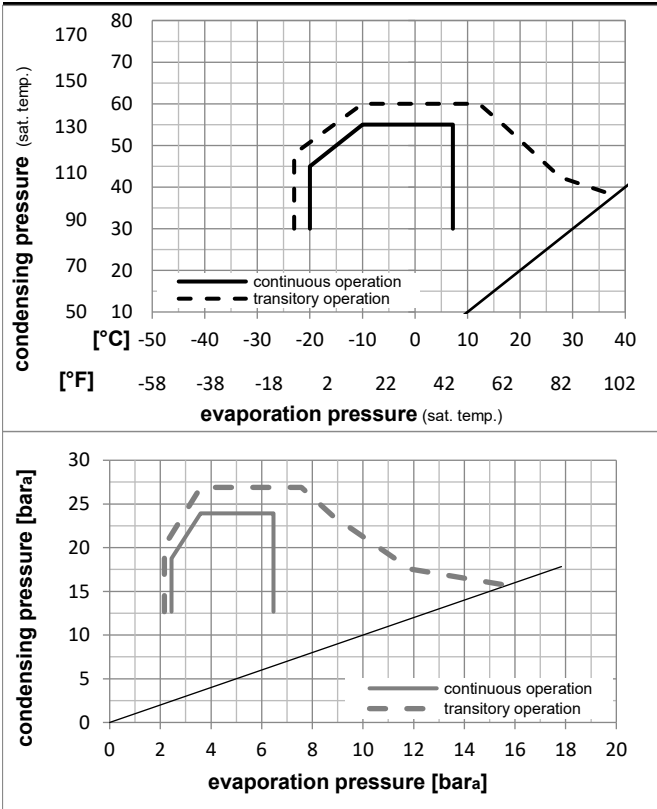 condensing pressure (sat. temp.)
170 80
70
150
60
130
50
110
40
90
30
70
20
50 10
continuous operation
transitory operation
[°C] -50 -40 -30 -20 -10 0 10 20 30 40
[°F] -58 -38 -18 2 22 42 62 82 102
evaporation pressure (sat. temp.)
condensing pressure [bara]
30
25
20
15
10
5
0
continuous operation
transitory operation
0 2 4 6 8 10 12 14 16 18 20
evaporation pressure [bara]